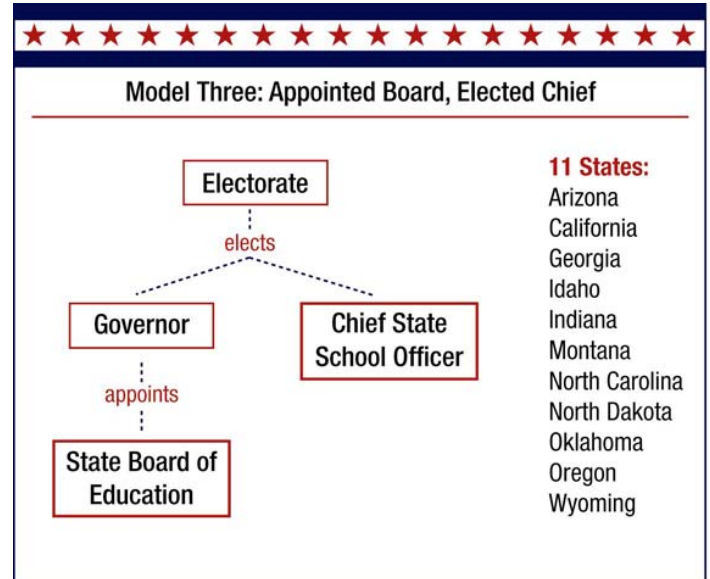 Model Three: Appointed Board, Elected Chief
Electorate
elects
Governor
Chief State
School Officer
appoints
State Board of
Education
11 States:
Arizona
California
Georgia
Idaho
Indiana
Montana
North Carolina
North Dakota
Oklahoma
Oregon
Wyoming